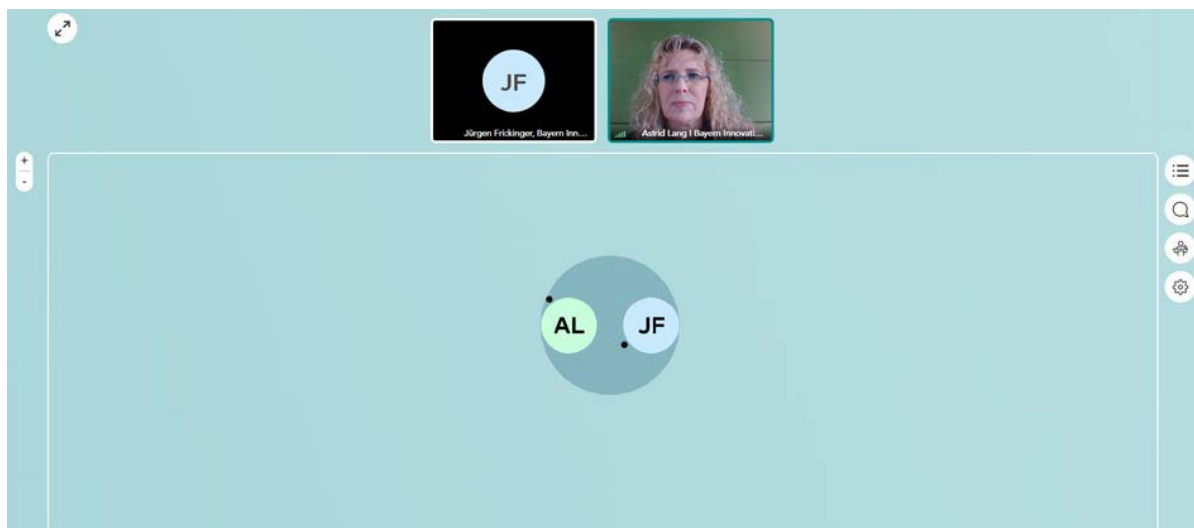 JF
Jürgen Frickinger, Bayern Inn...
Astrid Lang I Bayern Innovati...
+
-
AL
JF